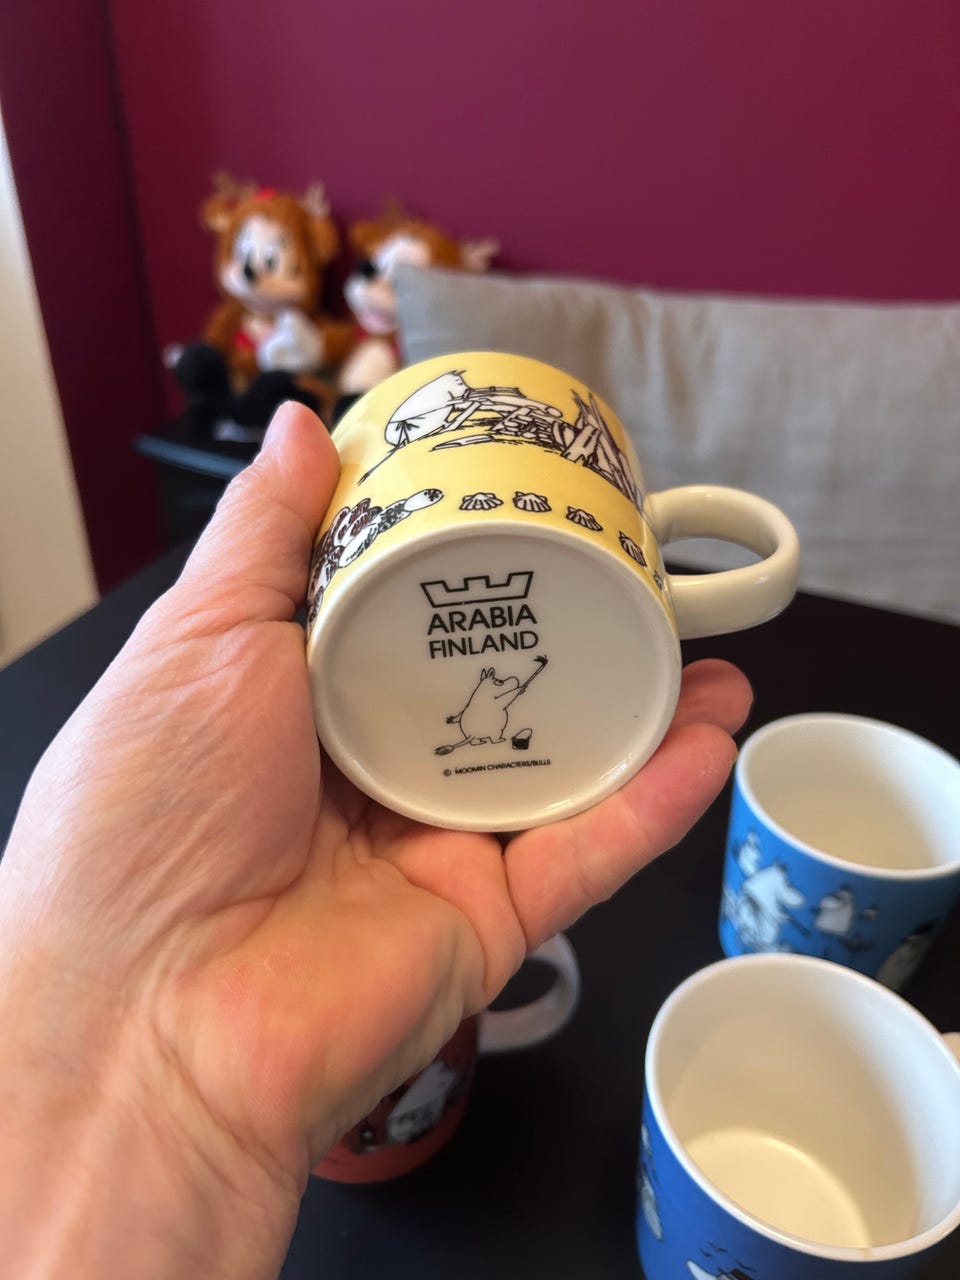 ARABIA
FINLAND
© MOOMIN CHARACTERS/BULLS